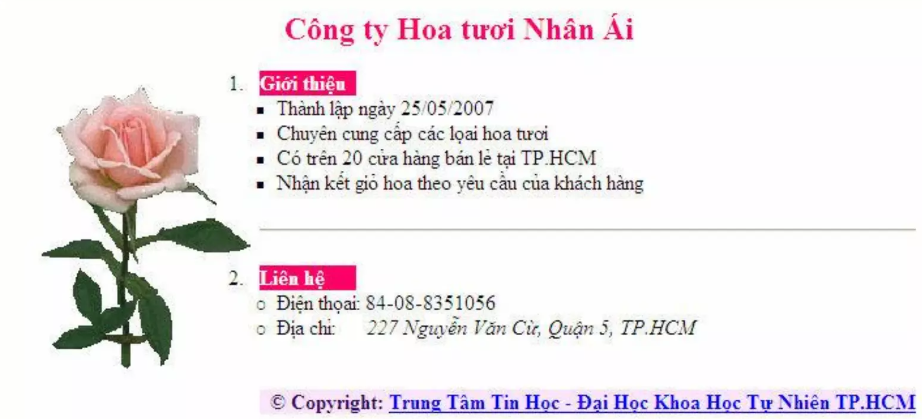 Công ty Hoa tươi Nhân Ái
1. Giới thiệu
▪ Thành lập ngày 25/05/2007
▪ Chuyên cung cấp các lọai hoa tươi
▪ Có trên 20 cửa hàng bán lẻ tại TP.HCM
▪ Nhận kết giỏ hoa theo yêu cầu của khách hàng
2. Liên hệ
○ Điện thọai: 84-08-8351056
○ Địa chỉ: 227 Nguyễn Văn Cừ, Quận 5, TP.HCM
© Copyright: Trung Tâm Tin Học - Đại Học Khoa Học Tự Nhiên TP.HCM